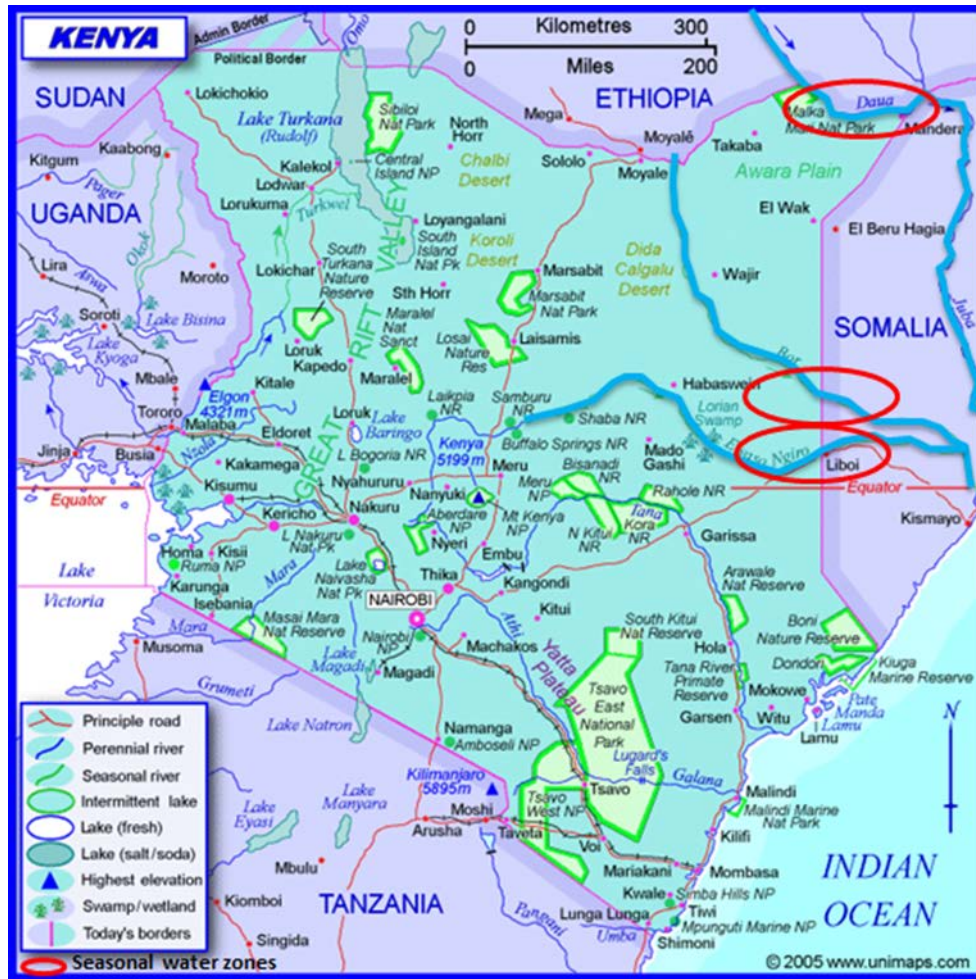 KENYA
Admin Border
Political Border
Omo
0 Kilometres 300
0 Miles 200
SUDAN
ETHIOPIA
Lokichokio
Lake Turkana
(Rudolf)
Sibiloi
Nat Park
North
Horr
Mega
Moyalē
Sololo
Moyale
Takaba
Malka
Mari Nat Park
Daua
Mandera
Kitgum
Kaabong
Kalekol
Central
Island NP
Chalbi
Desert
Awara Plain
Pager
Lodwar
UGANDA
Lorukuma
Turkwel
Loyangalani
El Wak
El Beru Hagia
Okok
South
Island
Nat Pk
Koroli
Desert
Dida
Calgalu
Desert
Lira
Aswa
Moroto
Lokichar
South
Turkana
Nature
Reserve
GREAT RIFT VALLEY
Sth Horr
Marsabit
Marsabit
Nat Park
Wajir
Juba
Soroti
Lake Bisina
Lake
Kyoga
Maralel
Nat
Sanct
Losai
Nature
Res
Laisamis
SOMALIA
Mbale
Loruk
Kapedo
Maralel
Bor
Tororo
Elgon
4321m
Kitale
Laikpia
NR
Samburu
NR
Habaswein
Lorian
Swamp
Malaba
Loruk
Lake
Baringo
Shaba NR
Buffalo Springs NR
Jinja
Busia
Nzoia
Eldoret
L Bogoria NR
Kenya
5199m
Meru
Bisanadi
NR
Mado
Gashi
Ewaso Ngiro
Liboi
Kakamega
Nyahururu
Nanyuki
Meru
NP
Rahole NR
Equator
Equator
Kisumu
Aberdare
NP
Mt Kenya
NP
Tana
Kora
NR
Kismayo
Kericho
Nakuru
L Nakuru
Nat Pk
Nyeri
Embu
N Kitui
NR
Garissa
Homa
Kisii
Ruma NP
Mara
Lake
Naivasha
Nat Pk
Thika
Kangondi
Arawale
Nat Reserve
Lake
Victoria
Karunga
Isebania
NAIROBI
Kitui
Athi
Masai Mara
Nat Reserve
Nairobi
NP
Machakos
South Kitui
Nat Reserve
Hola
Boni
Nature Reserve
Mara
Musoma
Lake
Magadi
Magadi
Yatta
Plateau
Tana River
Primate
Reserve
Dondori
Kiuga
Marine Reserve
Grumeti
Tsavo
East
National
Park
Mokowe
Pate
Manda
Lamu
Witu
Lamu
Garsen
Lake Natron
Namanga
Amboseli NP
Lugard's
Falls
Galana
N
Kilimanjaro
5895m
Tsavo
Malindi
Malindi Marine
Nat Park
Lake
Eyasi
Lake
Manyara
Moshi
Arusha
Taveta
Tsavo
West NP
Voi
Kilifi
Mbulu
Mariakani
Mombasa
Kwale
Simba Hills NP
Tiwi
Kiomboi
TANZANIA
Pangani
Lunga Lunga
Umba
Mpunguti Marine NP
Shimoni
Singida
INDIAN
OCEAN
Principle road
Perennial river
Seasonal river
Intermittent lake
Lake (fresh)
Lake (salt/soda)
Highest elevation
Swamp/wetland
Today's borders
Seasonal water zones
© 2005 www.unimaps.com